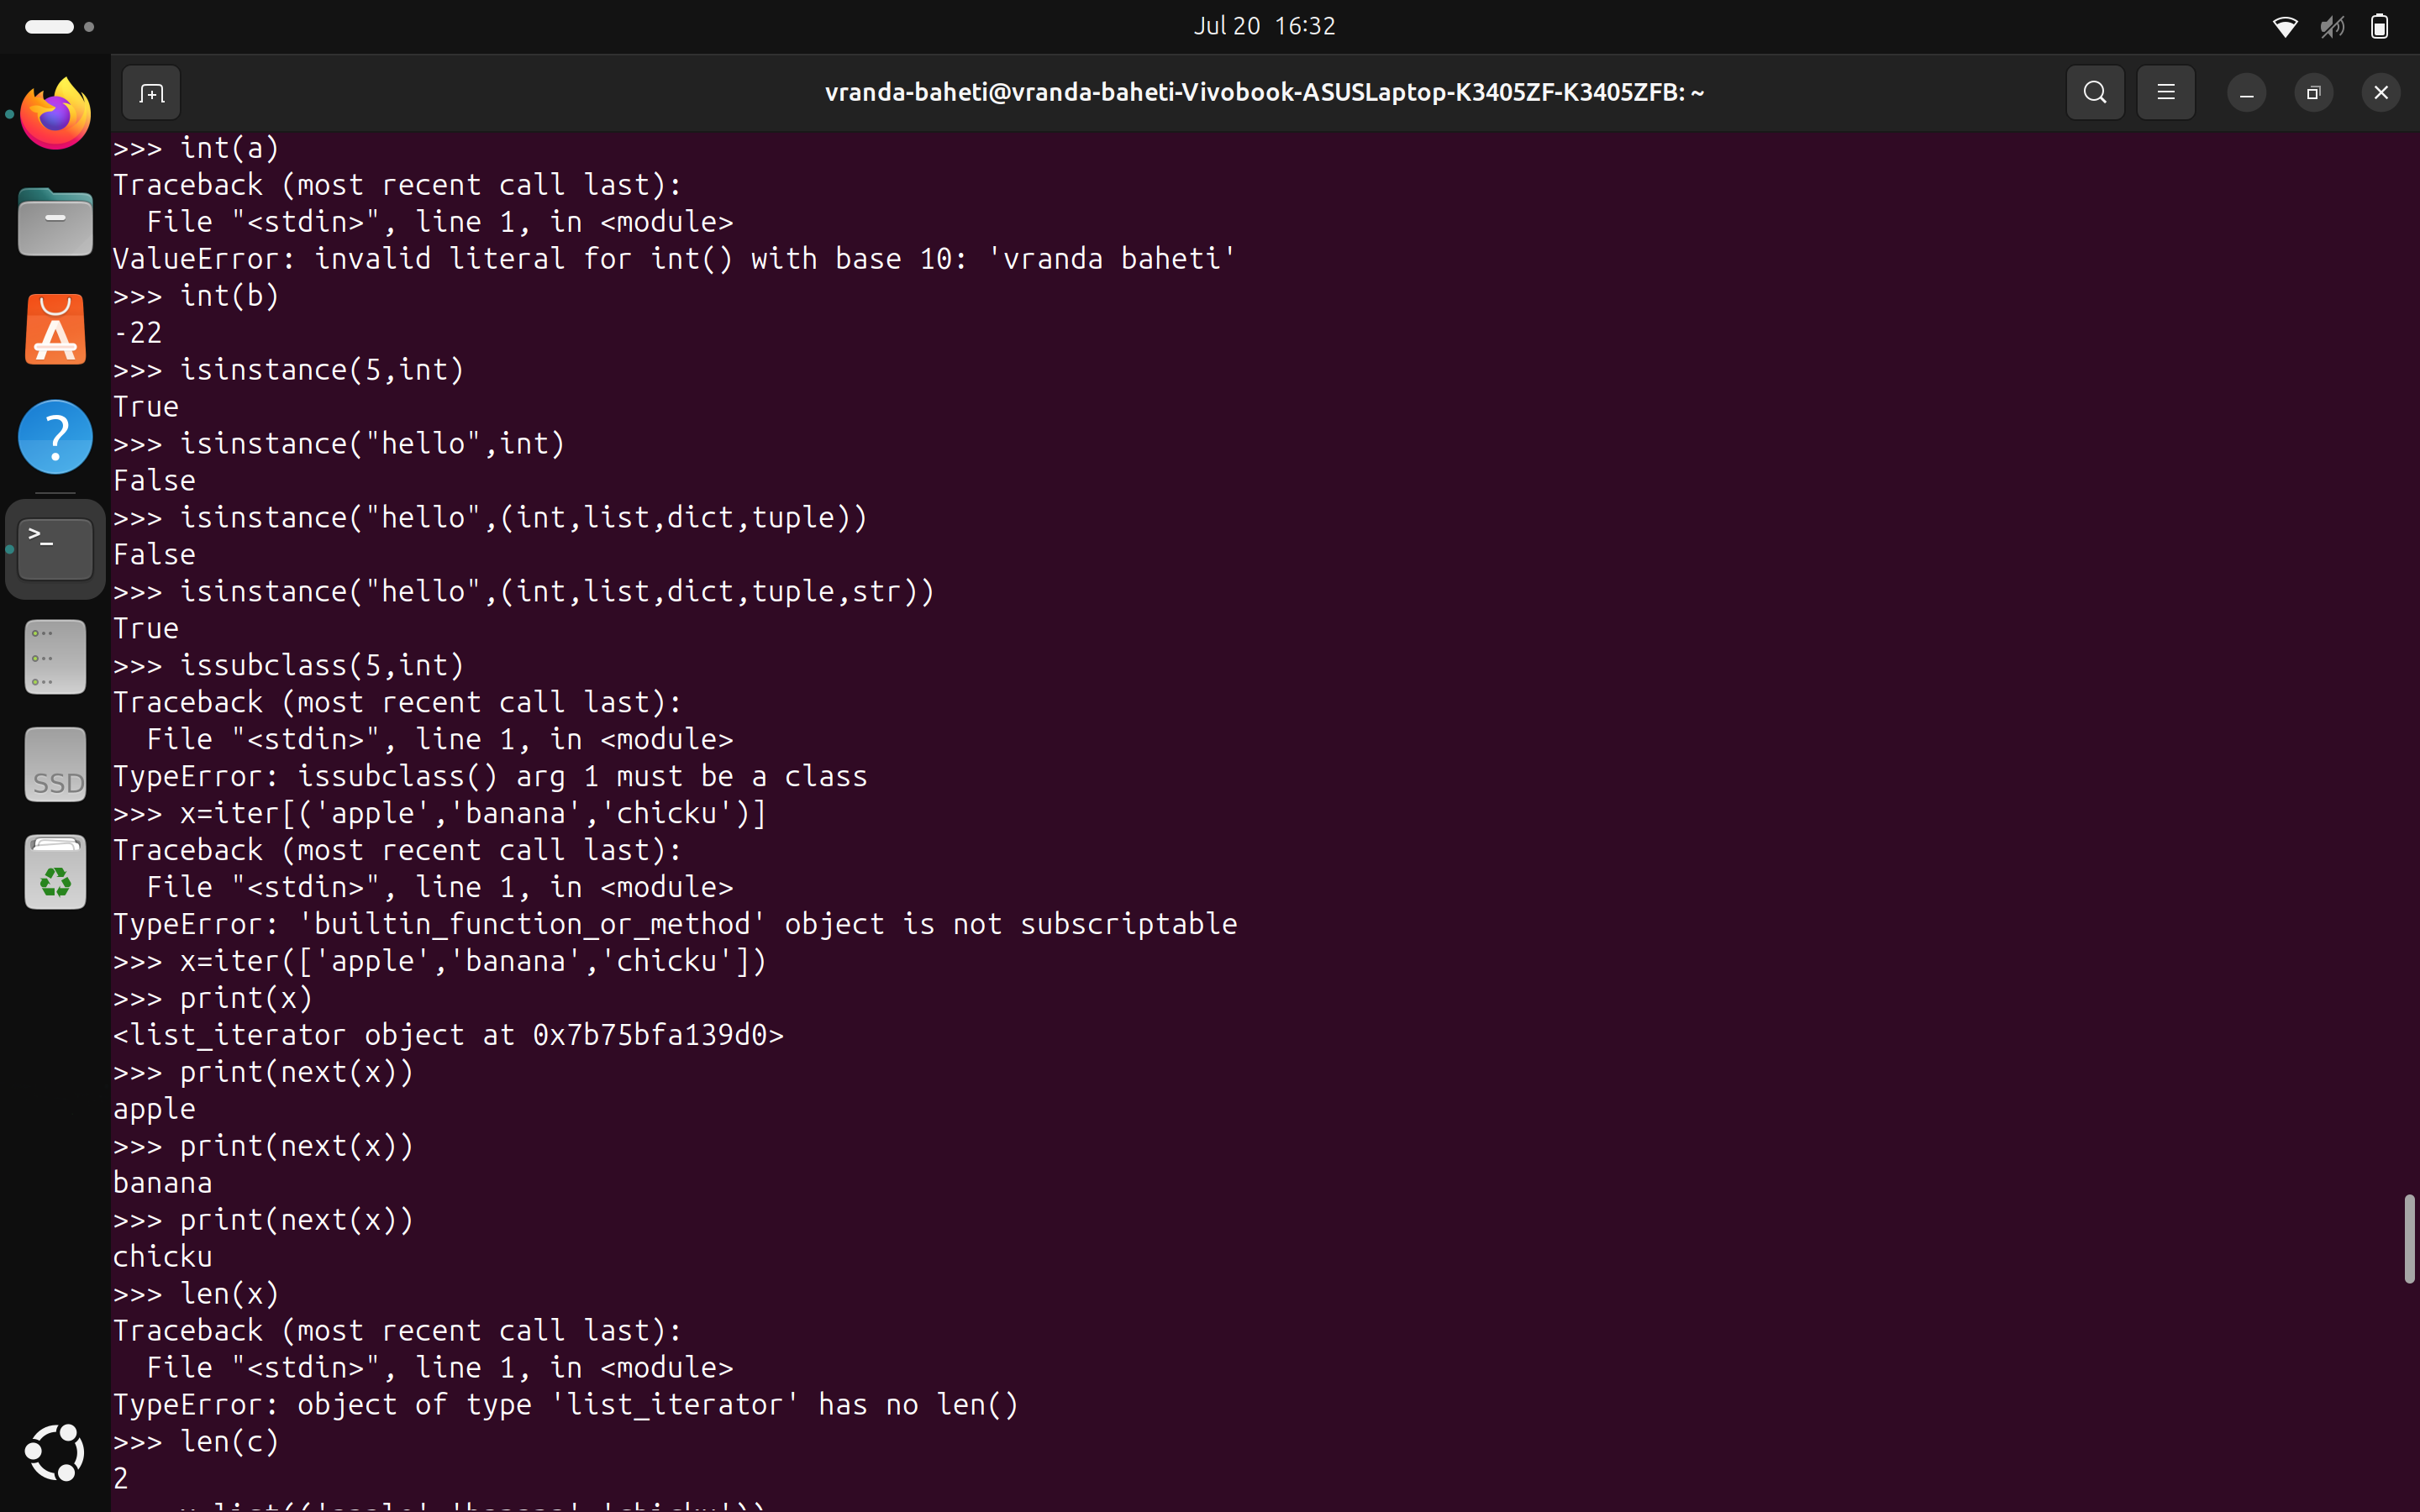 Jul 20 16:32
vranda-baheti@vranda-baheti-Vivobook-ASUSLaptop-K3405ZF-K3405ZFB: ~
>>> int(a)
Traceback (most recent call last):
  File "<stdin>", line 1, in <module>
ValueError: invalid literal for int() with base 10: 'vranda baheti'
>>> int(b)
-22
>>> isinstance(5,int)
True
>>> isinstance("hello",int)
False
>>> isinstance("hello",(int,list,dict,tuple))
False
>>> isinstance("hello",(int,list,dict,tuple,str))
True
>>> issubclass(5,int)
Traceback (most recent call last):
  File "<stdin>", line 1, in <module>
TypeError: issubclass() arg 1 must be a class
>>> x=iter[('apple','banana','chicku')]
Traceback (most recent call last):
  File "<stdin>", line 1, in <module>
TypeError: 'builtin_function_or_method' object is not subscriptable
>>> x=iter(['apple','banana','chicku'])
>>> print(x)
<list_iterator object at 0x7b75bfa139d0>
>>> print(next(x))
apple
>>> print(next(x))
banana
>>> print(next(x))
chicku
>>> len(x)
Traceback (most recent call last):
  File "<stdin>", line 1, in <module>
TypeError: object of type 'list_iterator' has no len()
>>> len(c)
2
SSD